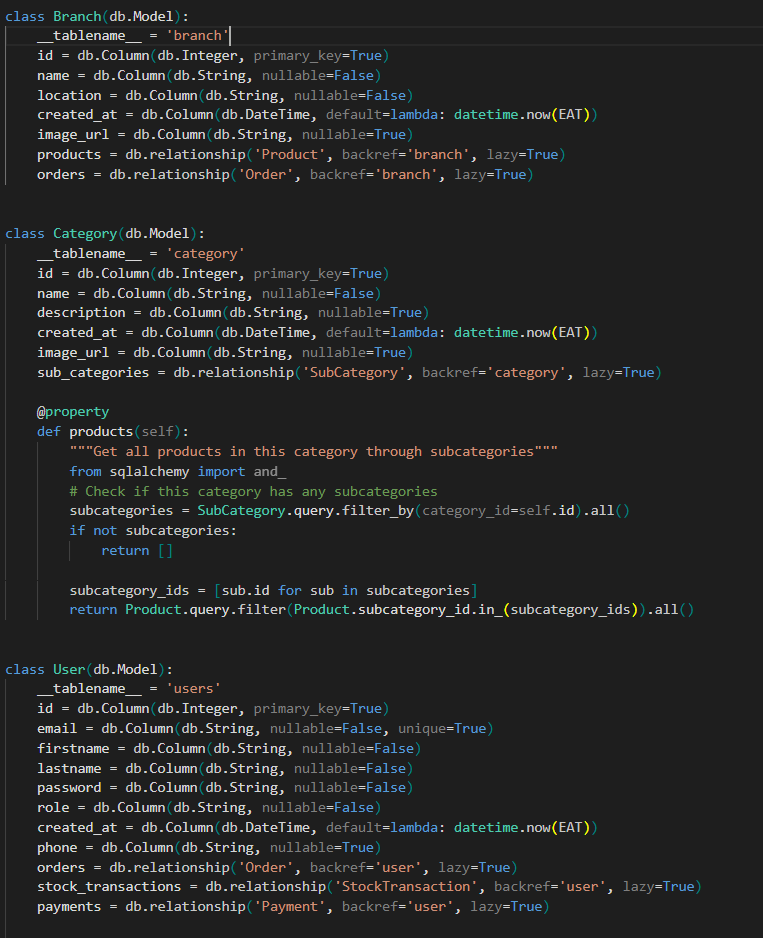 class Branch(db.Model):
    __tablename__ = 'branch'
    id = db.Column(db.Integer, primary_key=True)
    name = db.Column(db.String, nullable=False)
    location = db.Column(db.String, nullable=False)
    created_at = db.Column(db.DateTime, default=lambda: datetime.now(EAT))
    image_url = db.Column(db.String, nullable=True)
    products = db.relationship('Product', backref='branch', lazy=True)
    orders = db.relationship('Order', backref='branch', lazy=True)

class Category(db.Model):
    __tablename__ = 'category'
    id = db.Column(db.Integer, primary_key=True)
    name = db.Column(db.String, nullable=False)
    description = db.Column(db.String, nullable=True)
    created_at = db.Column(db.DateTime, default=lambda: datetime.now(EAT))
    image_url = db.Column(db.String, nullable=True)
    sub_categories = db.relationship('SubCategory', backref='category', lazy=True)

    @property
    def products(self):
        """Get all products in this category through subcategories"""
        from sqlalchemy import and_
        # Check if this category has any subcategories
        subcategories = SubCategory.query.filter_by(category_id=self.id).all()
        if not subcategories:
            return []

        subcategory_ids = [sub.id for sub in subcategories]
        return Product.query.filter(Product.subcategory_id.in_(subcategory_ids)).all()

class User(db.Model):
    __tablename__ = 'users'
    id = db.Column(db.Integer, primary_key=True)
    email = db.Column(db.String, nullable=False, unique=True)
    firstname = db.Column(db.String, nullable=False)
    lastname = db.Column(db.String, nullable=False)
    password = db.Column(db.String, nullable=False)
    role = db.Column(db.String, nullable=False)
    created_at = db.Column(db.DateTime, default=lambda: datetime.now(EAT))
    phone = db.Column(db.String, nullable=True)
    orders = db.relationship('Order', backref='user', lazy=True)
    stock_transactions = db.relationship('StockTransaction', backref='user', lazy=True)
    payments = db.relationship('Payment', backref='user', lazy=True)